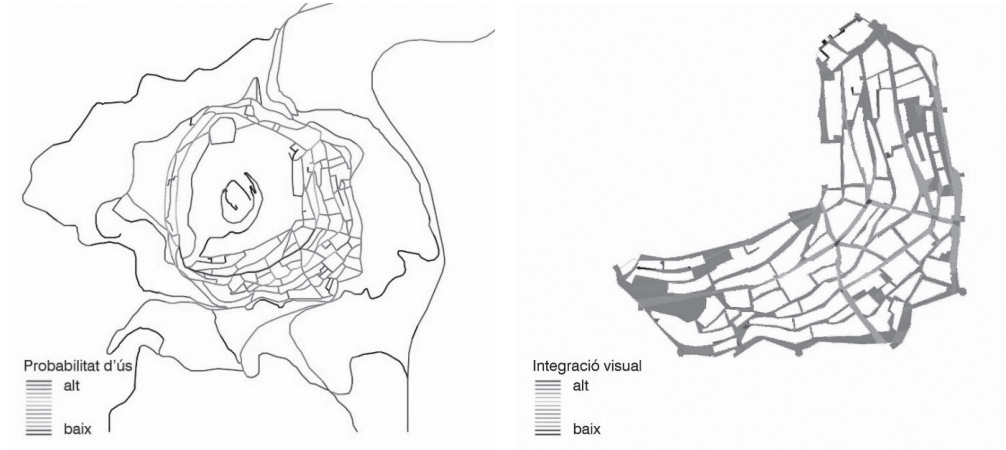 Probabilitat d'ús
alt
baix
Integració visual
alt
baix